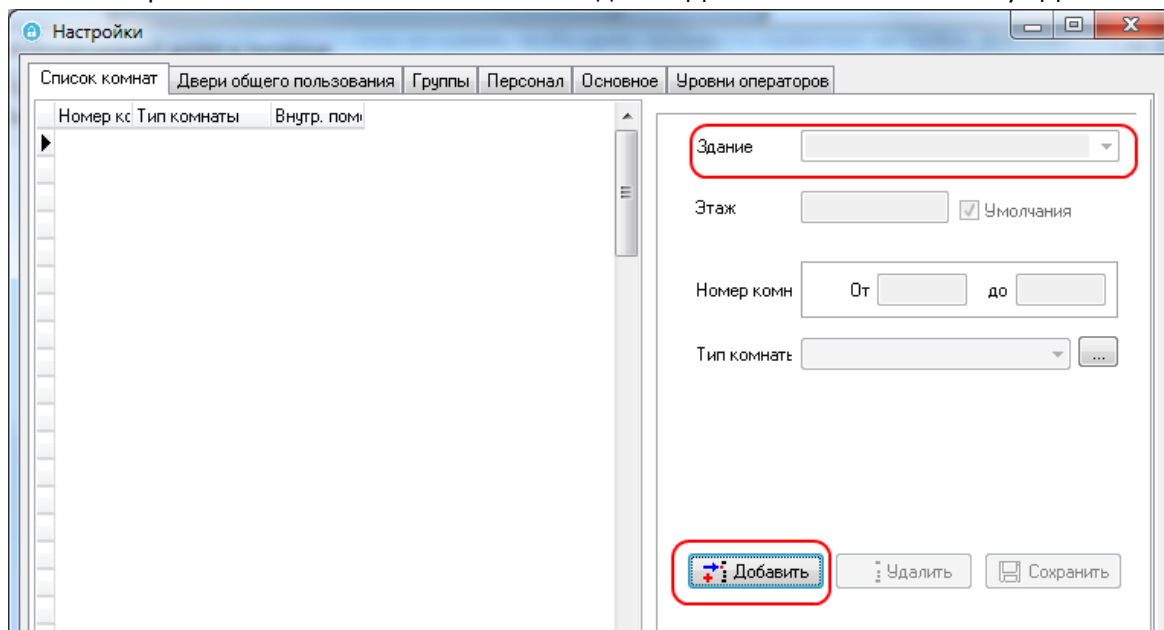 Настройки
Список комнат Двери общего пользования Группы Персонал Основное Уровни операторов
Номер кс Тип комнаты Внутр. пом
Здание
Этаж Умолчания
Номер комн От до
Тип комнаты ...
Добавить Удалить Сохранить